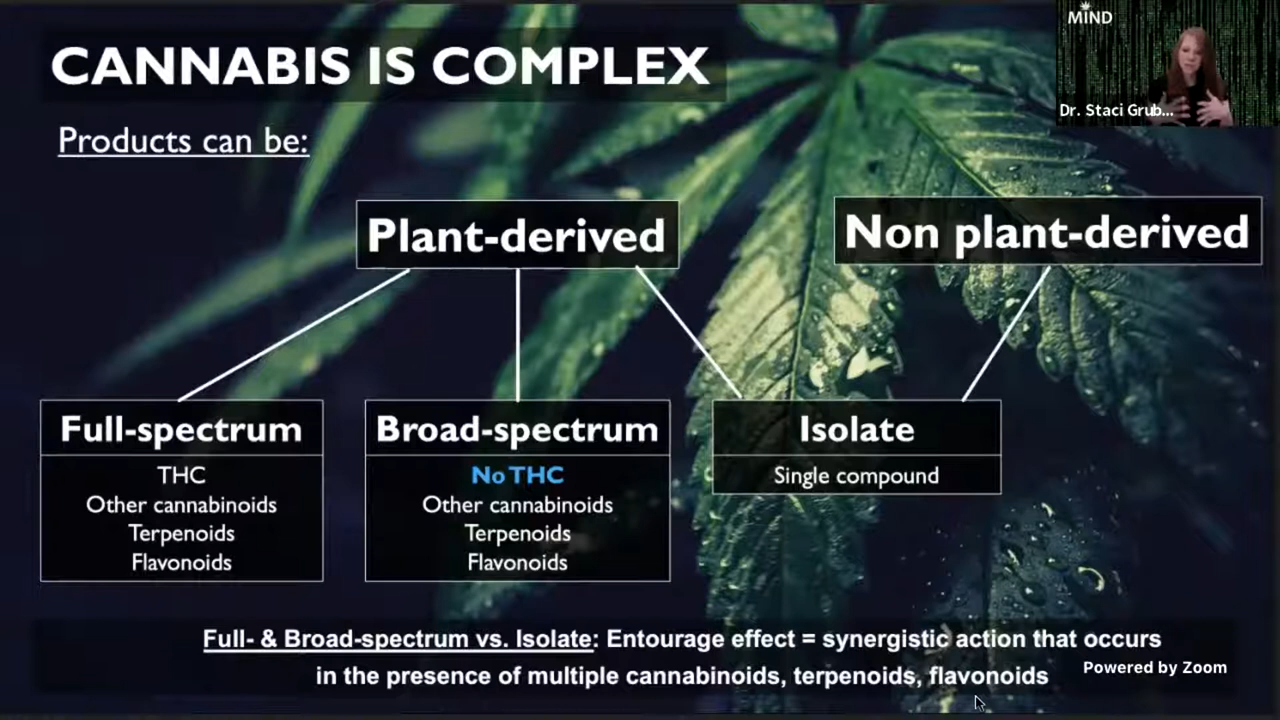 MIND
Dr. Staci Grub...
CANNABIS IS COMPLEX
Products can be:
Plant-derived
Non plant-derived
Full-spectrum
THC
Other cannabinoids
Terpenoids
Flavonoids
Broad-spectrum
No THC
Other cannabinoids
Terpenoids
Flavonoids
Isolate
Single compound
Full- & Broad-spectrum vs. Isolate: Entourage effect = synergistic action that occurs
in the presence of multiple cannabinoids, terpenoids, flavonoids
Powered by Zoom